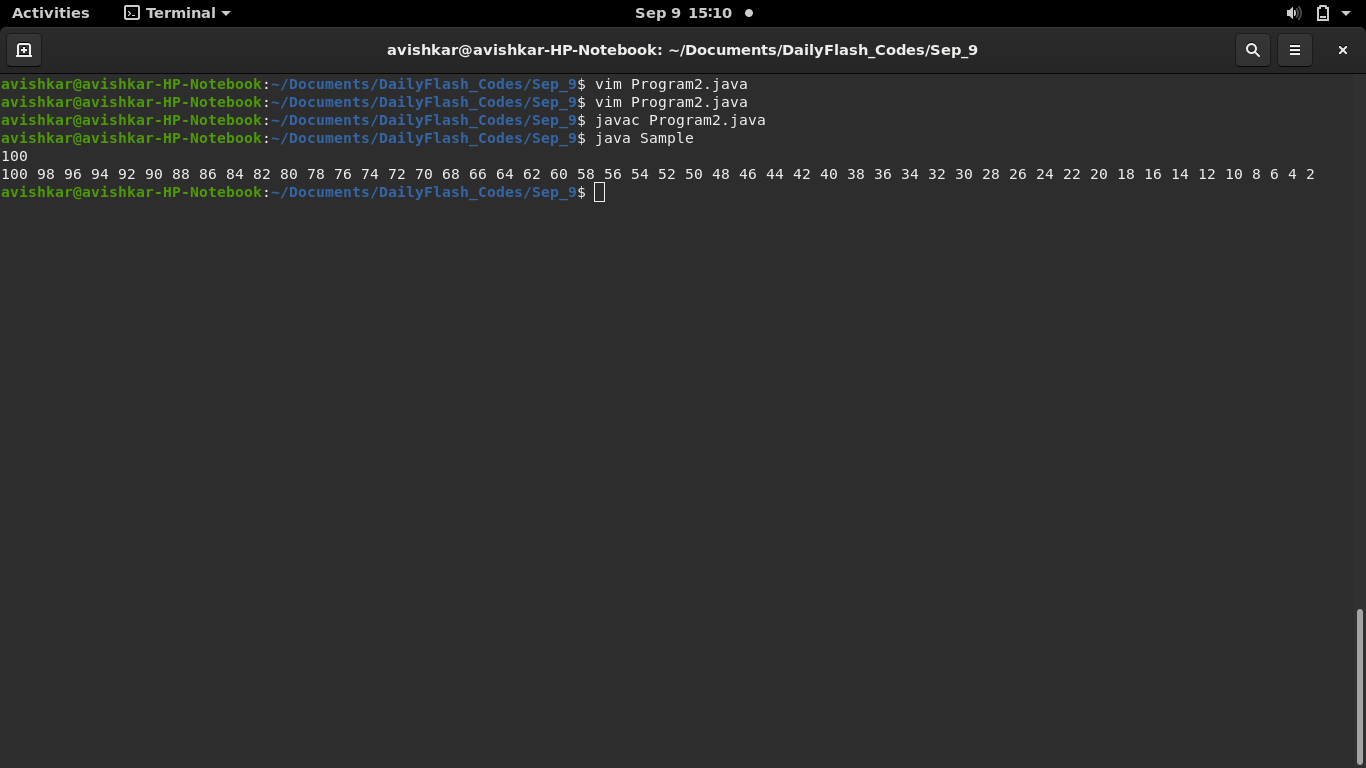 Activities Terminal Sep 9 15:10
avishkar@avishkar-HP-Notebook: ~/Documents/DailyFlash_Codes/Sep_9
avishkar@avishkar-HP-Notebook:~/Documents/DailyFlash_Codes/Sep_9$ vim Program2.java
avishkar@avishkar-HP-Notebook:~/Documents/DailyFlash_Codes/Sep_9$ vim Program2.java
avishkar@avishkar-HP-Notebook:~/Documents/DailyFlash_Codes/Sep_9$ javac Program2.java
avishkar@avishkar-HP-Notebook:~/Documents/DailyFlash_Codes/Sep_9$ java Sample
100
100 98 96 94 92 90 88 86 84 82 80 78 76 74 72 70 68 66 64 62 60 58 56 54 52 50 48 46 44 42 40 38 36 34 32 30 28 26 24 22 20 18 16 14 12 10 8 6 4 2
avishkar@avishkar-HP-Notebook:~/Documents/DailyFlash_Codes/Sep_9$